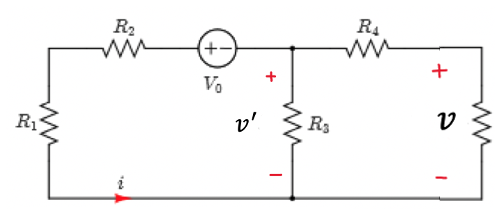 R₂
R₄
+ −
V₀
+
+
R₁
v′
R₃
v
−
−
i